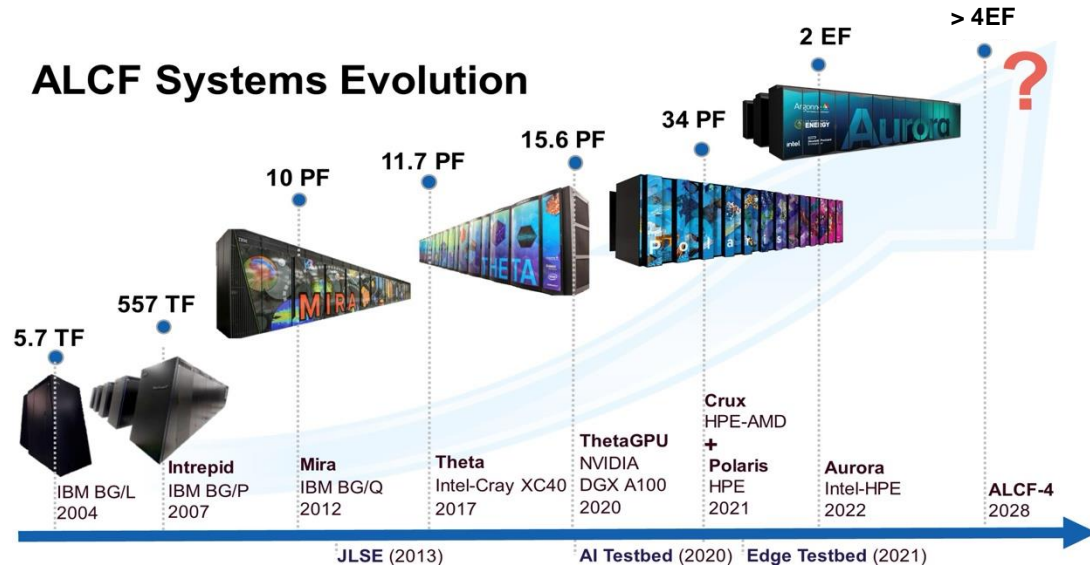 ALCF Systems Evolution
5.7 TF
557 TF
10 PF
11.7 PF
15.6 PF
34 PF
2 EF
> 4EF
?
MIRA
THETA
Polaris
Argonne
ENERGY
intel
Aurora
IBM BG/L
2004
Intrepid
IBM BG/P
2007
Mira
IBM BG/Q
2012
Theta
Intel-Cray XC40
2017
ThetaGPU
NVIDIA
DGX A100
2020
Crux
HPE-AMD
+
Polaris
HPE
2021
Aurora
Intel-HPE
2022
ALCF-4
2028
JLSE (2013)
AI Testbed (2020)
Edge Testbed (2021)